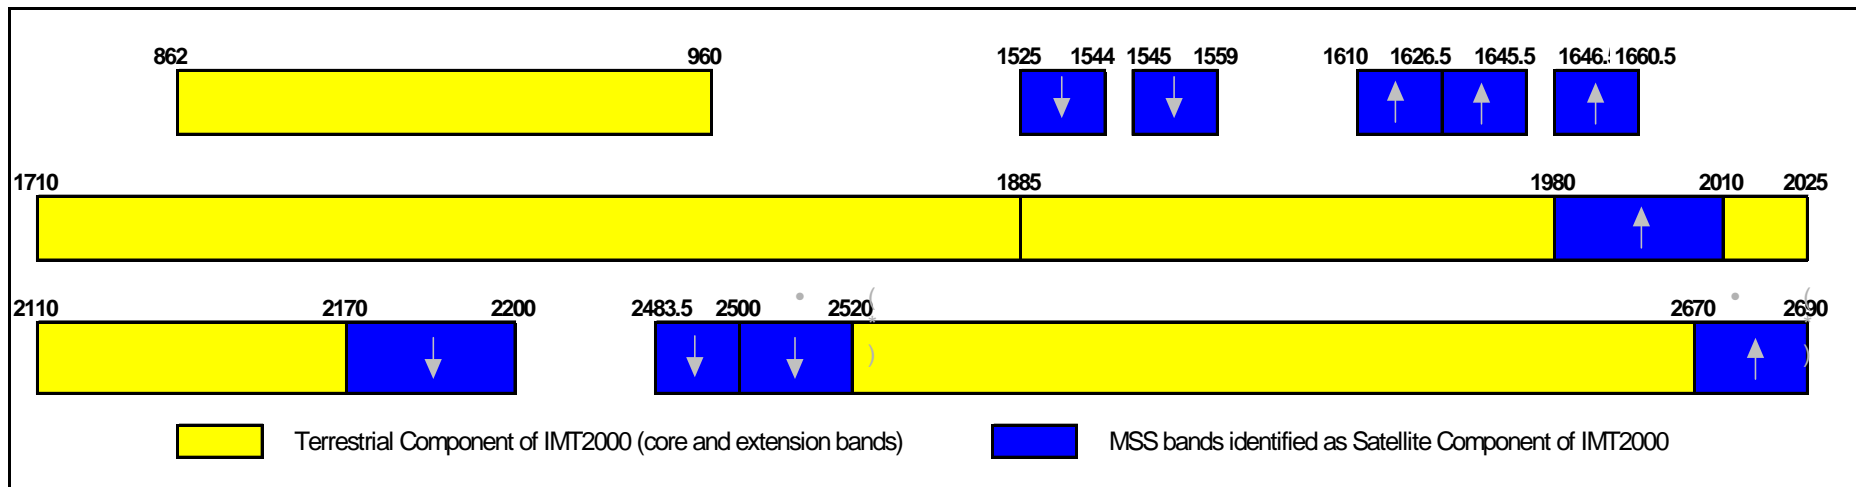 862 960 1525 1544 1545 1559 1610 1626.5 1645.5 1646. 1660.5
1710 1885 1980 2010 2025
2110 2170 2200 2483.5 2500 • 2520 ( * ) 2670 • 2690 ( * )
Terrestrial Component of IMT2000 (core and extension bands) MSS bands identified as Satellite Component of IMT2000